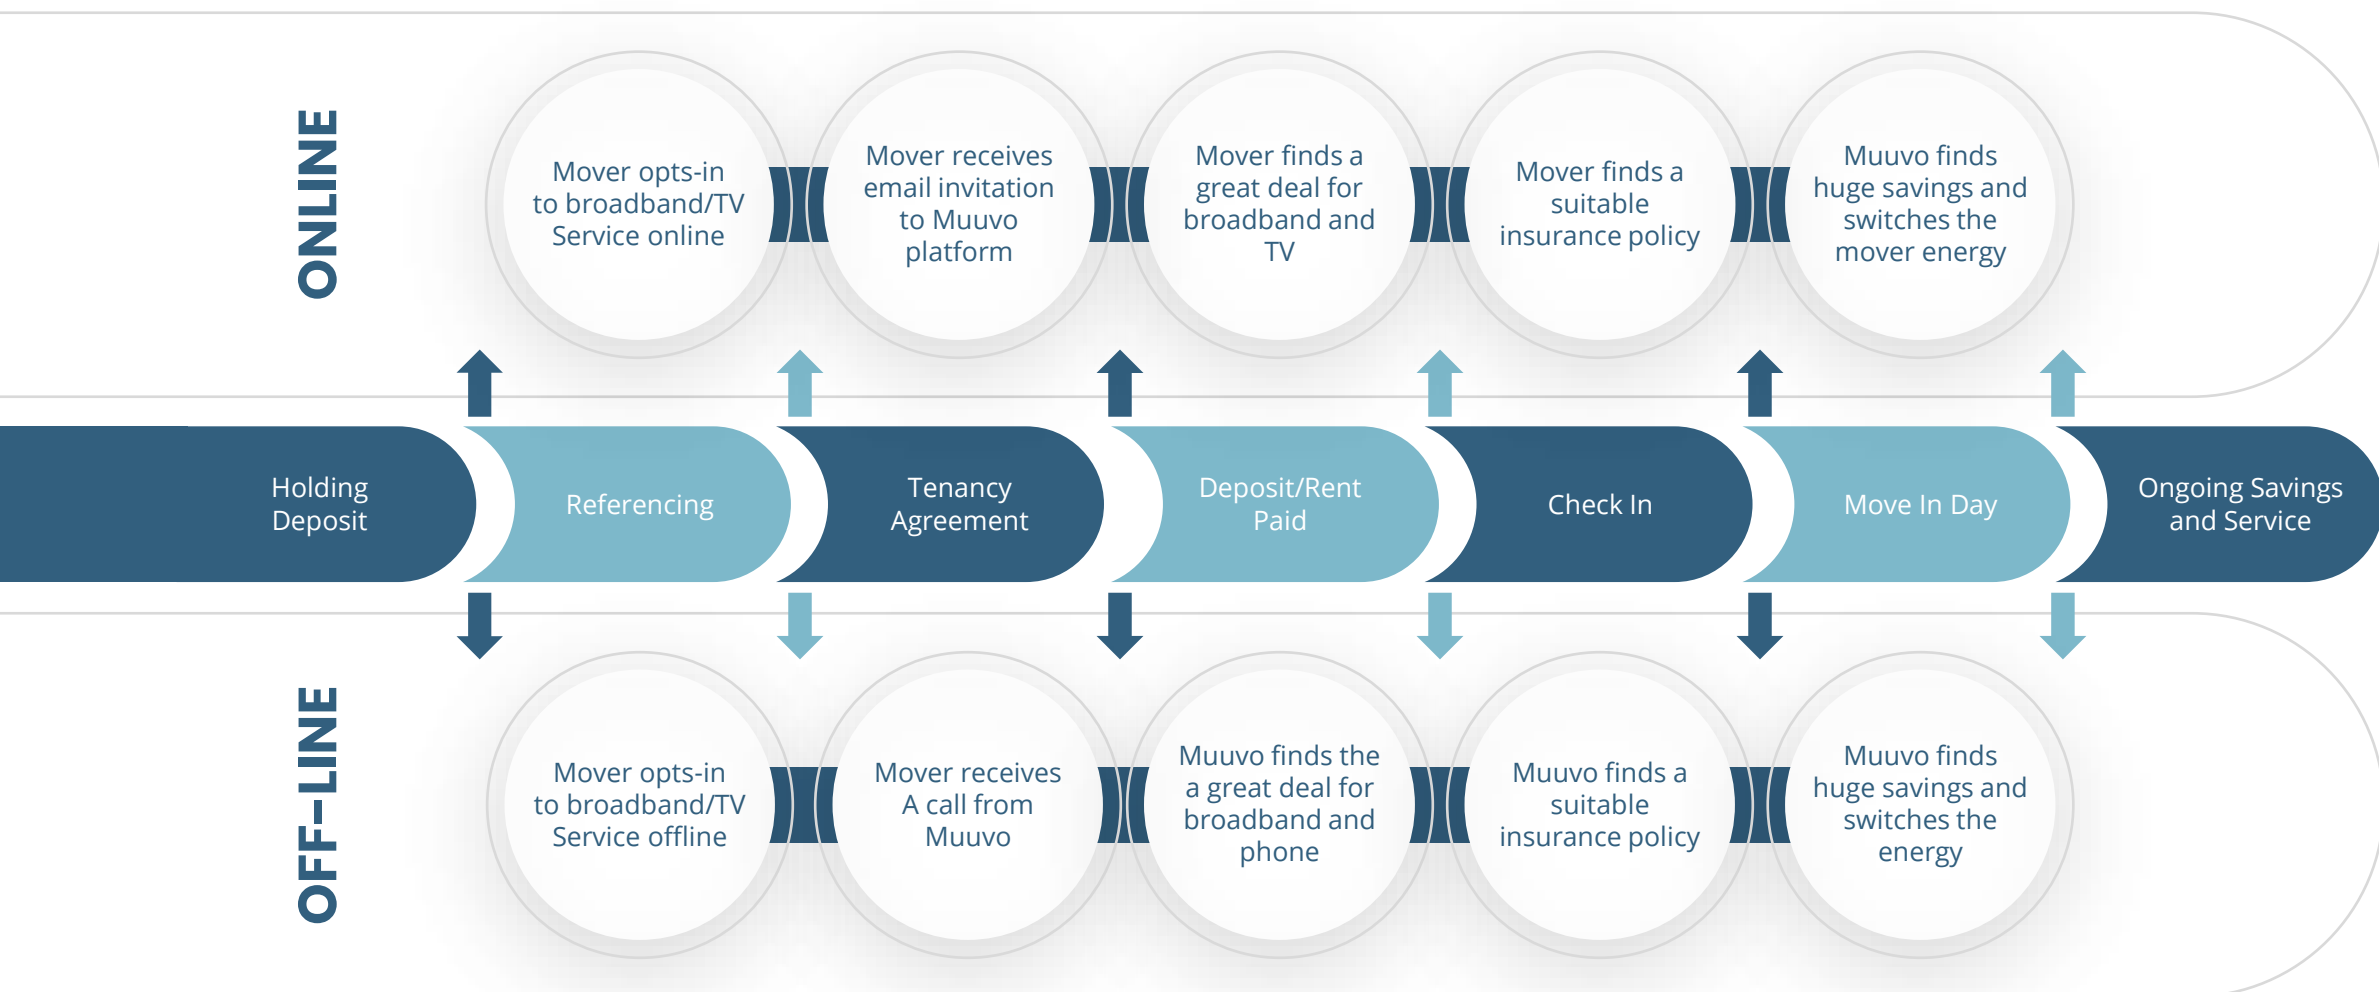 ONLINE
Mover opts-in
to broadband/TV
Service online
Mover receives
email invitation
to Muuvo
platform
Mover finds a
great deal for
broadband and
TV
Mover finds a
suitable
insurance policy
Muuvo finds
huge savings and
switches the
mover energy
Holding
Deposit
Referencing
Tenancy
Agreement
Deposit/Rent
Paid
Check In
Move In Day
Ongoing Savings
and Service
OFF-LINE
Mover opts-in
to broadband/TV
Service offline
Mover receives
A call from
Muuvo
Muuvo finds the
a great deal for
broadband and
phone
Muuvo finds a
suitable
insurance policy
Muuvo finds
huge savings and
switches the
energy